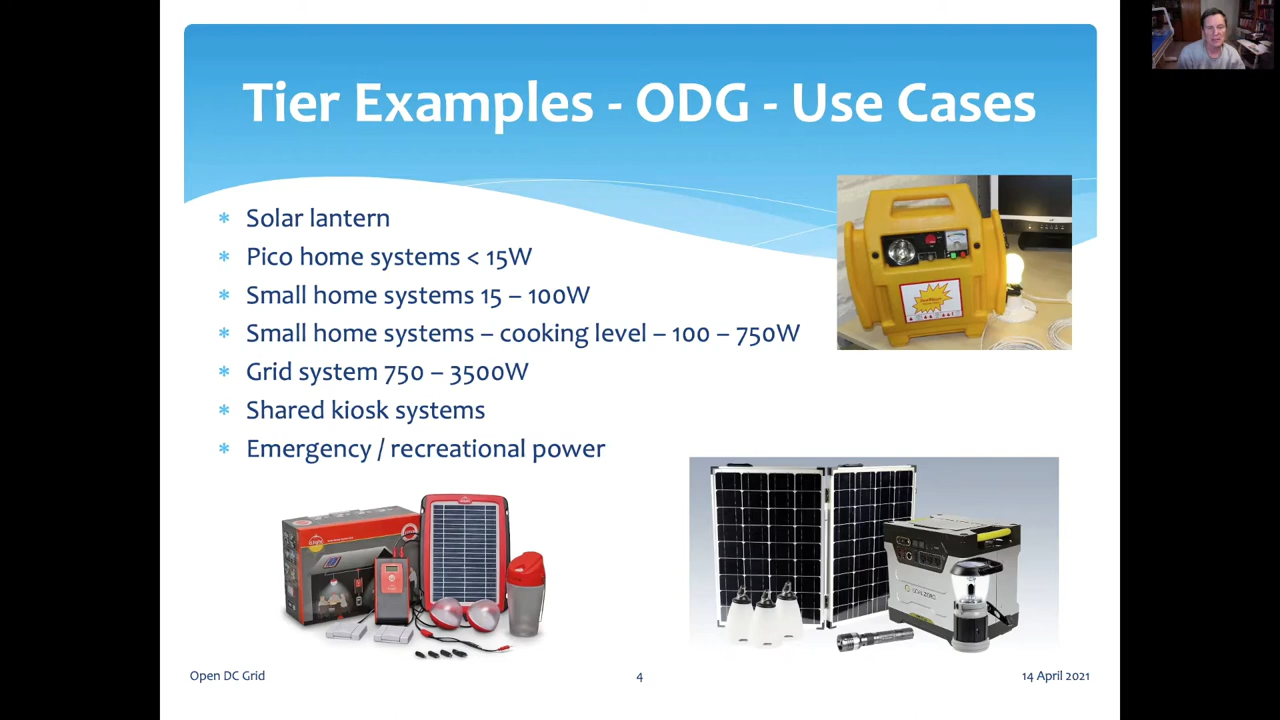 Tier Examples - ODG - Use Cases
Solar lantern
Pico home systems < 15W
Small home systems 15 – 100W
Small home systems – cooking level – 100 – 750W
Grid system 750 – 3500W
Shared kiosk systems
Emergency / recreational power
Open DC Grid
4
14 April 2021